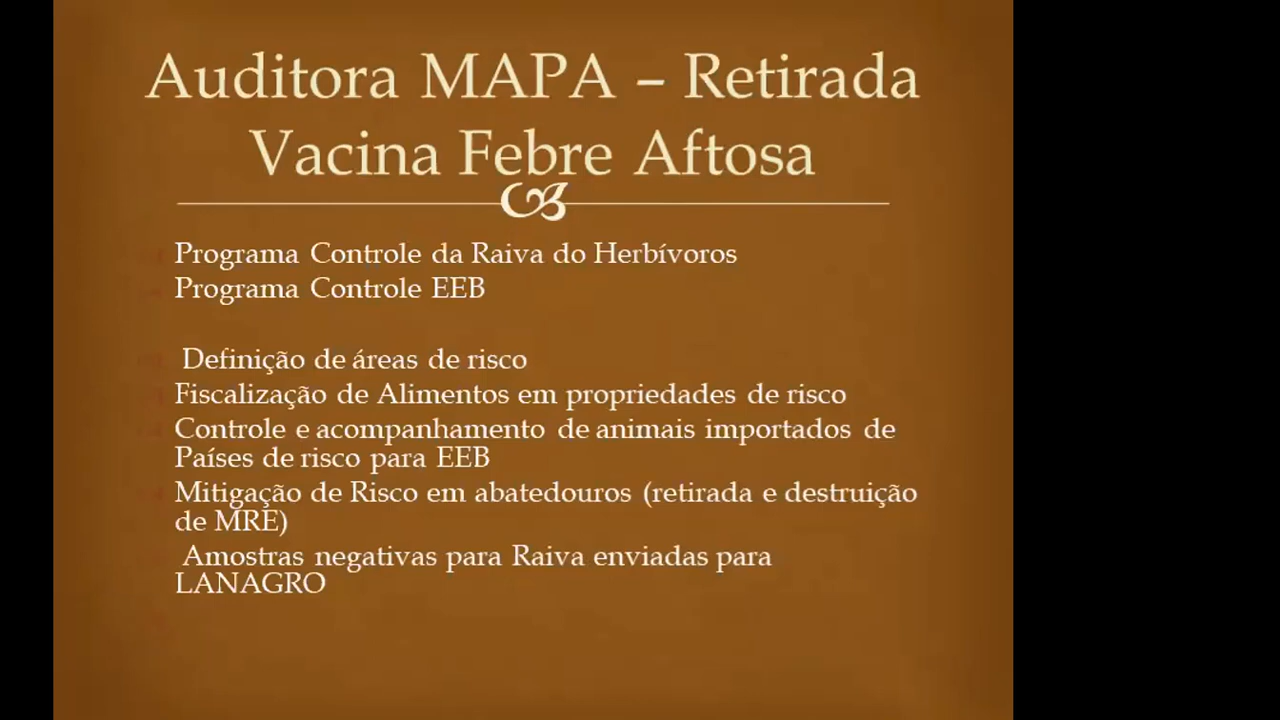 Auditora MAPA – Retirada
Vacina Febre Aftosa
Programa Controle da Raiva do Herbívoros
Programa Controle EEB
Definição de áreas de risco
Fiscalização de Alimentos em propriedades de risco
Controle e acompanhamento de animais importados de
Países de risco para EEB
Mitigação de Risco em abatedouros (retirada e destruição
de MRE)
Amostras negativas para Raiva enviadas para
LANAGRO